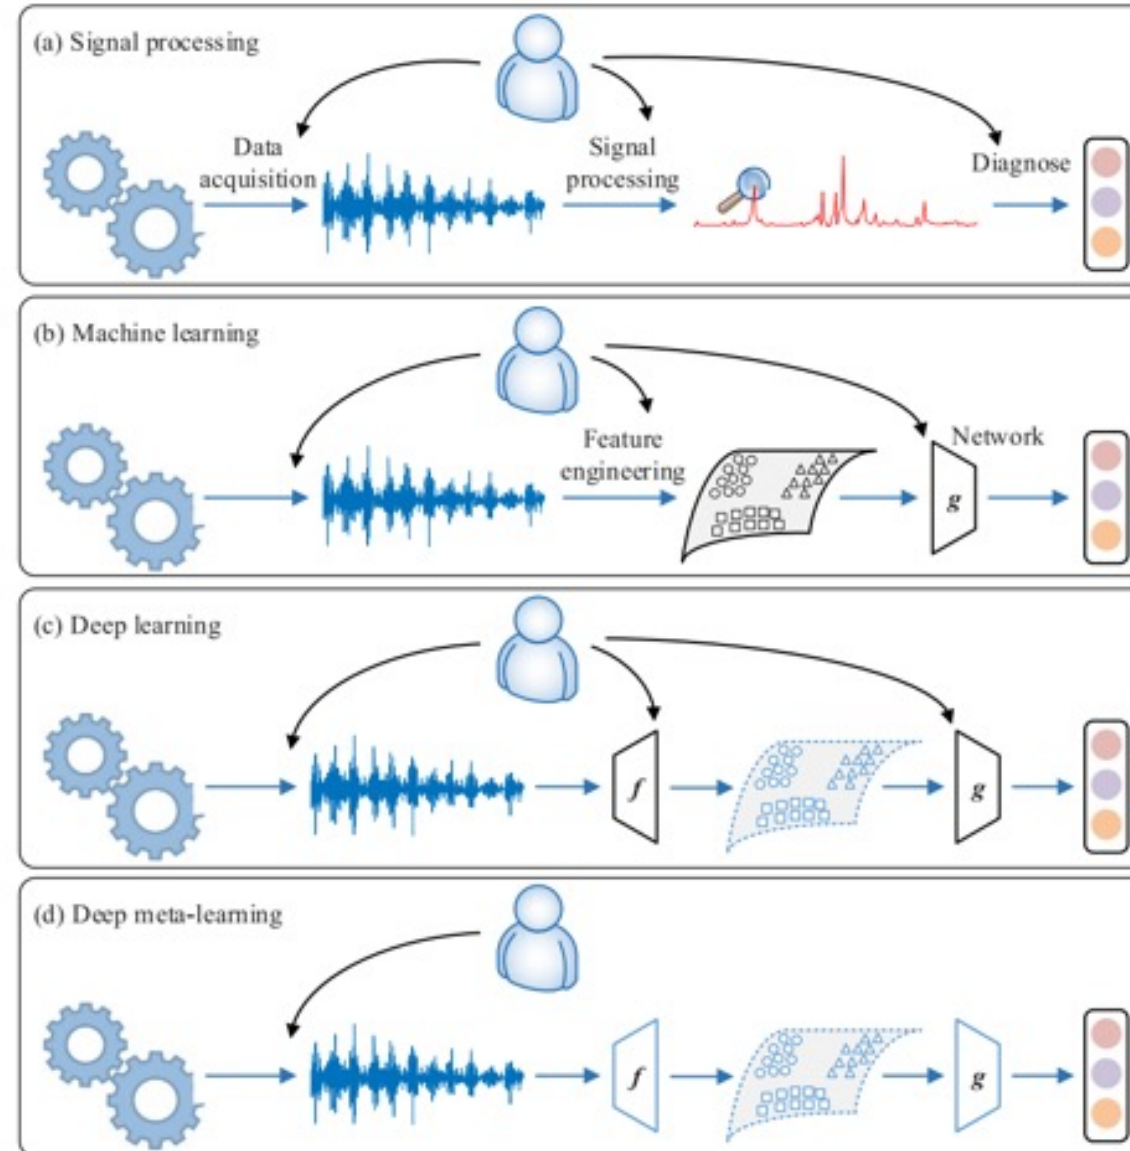 (a) Signal processing
Data
acquisition
Signal
processing
Diagnose
(b) Machine learning
Feature
engineering
Network
g
(c) Deep learning
f
g
(d) Deep meta-learning
f
g